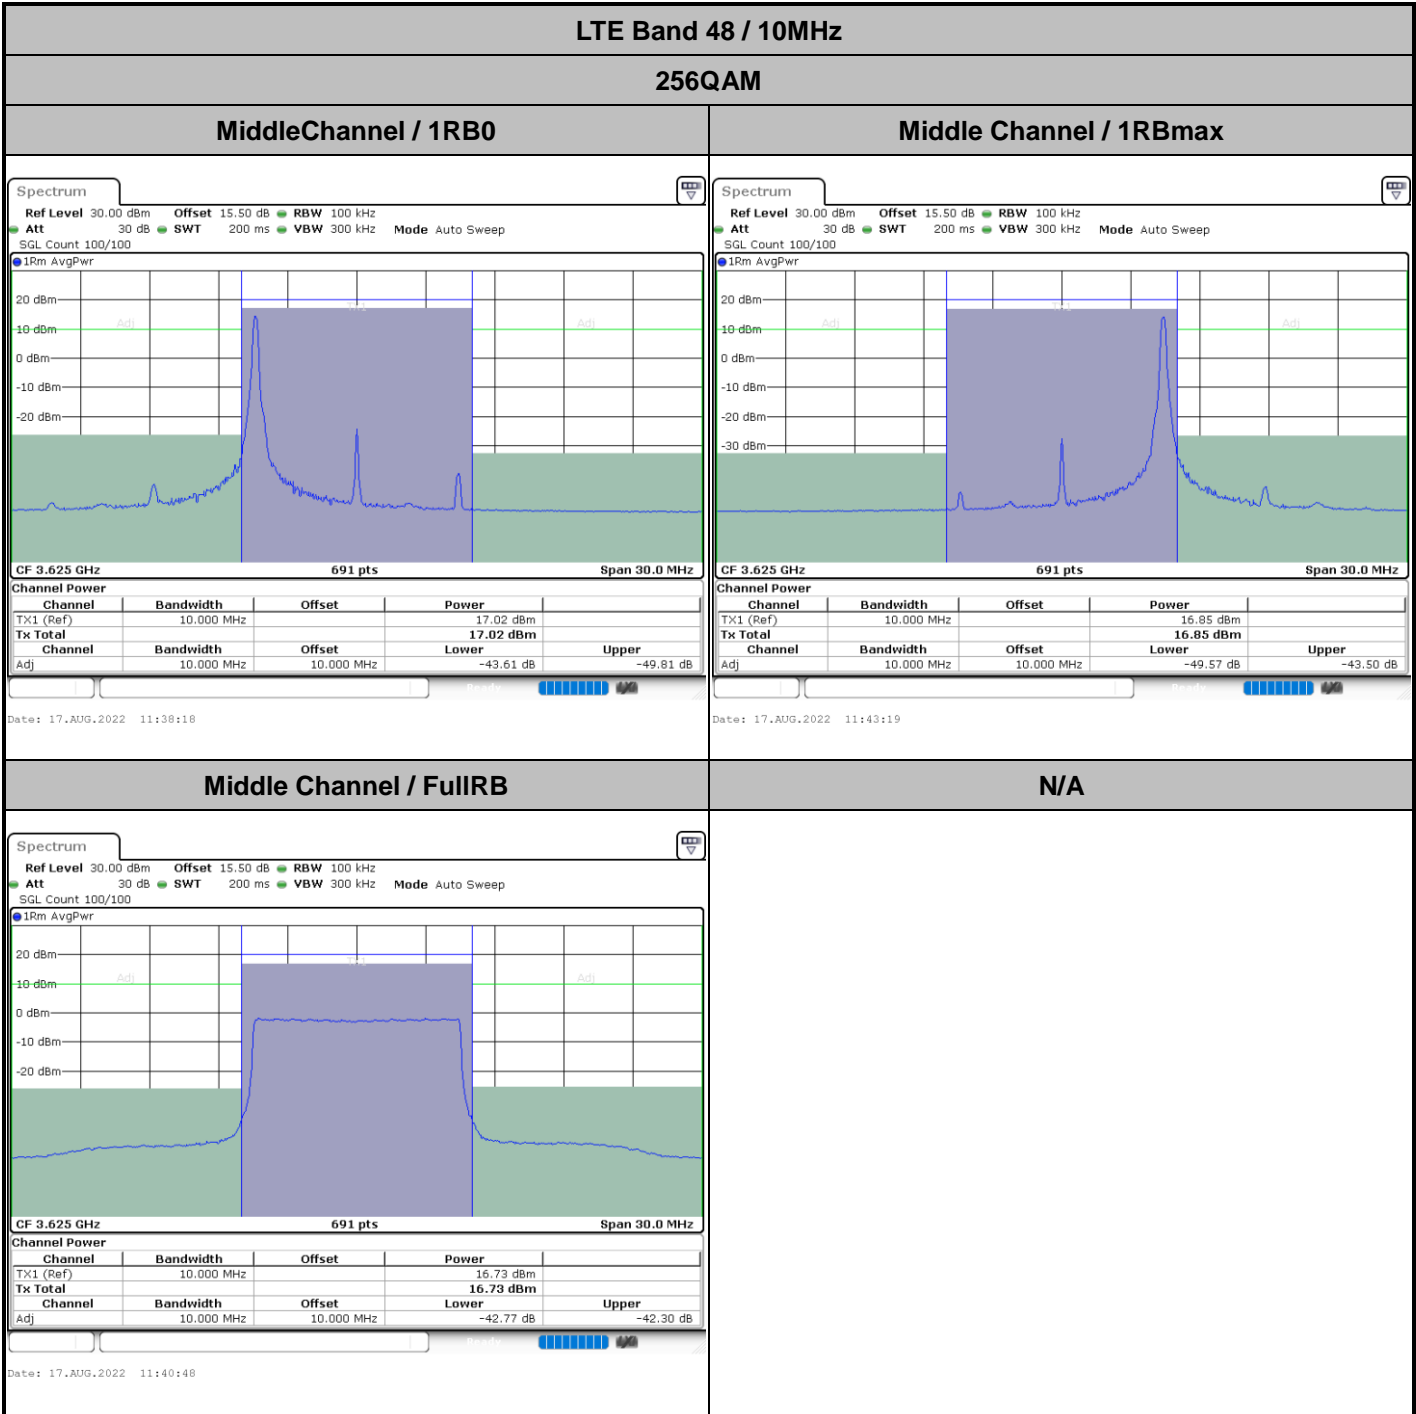 LTE Band 48 / 10MHz
256QAM
MiddleChannel / 1RB0
Middle Channel / 1RBmax
Spectrum
Ref Level 30.00 dBm Offset 15.50 dB RBW 100 kHz
Att 30 dB SWT 200 ms VBW 300 kHz Mode Auto Sweep
SGL Count 100/100
1Rm AvgPwr
TX1
20 dBm
Adj Adj
10 dBm
0 dBm
-10 dBm
-20 dBm
CF 3.625 GHz 691 pts Span 30.0 MHz
Channel Power
Channel Bandwidth Offset Power
TX1 (Ref) 10.000 MHz 17.02 dBm
Tx Total 17.02 dBm
Channel Bandwidth Offset Lower Upper
Adj 10.000 MHz 10.000 MHz -43.61 dB -49.81 dB
Ready
Date: 17.AUG.2022 11:38:18
Spectrum
Ref Level 30.00 dBm Offset 15.50 dB RBW 100 kHz
Att 30 dB SWT 200 ms VBW 300 kHz Mode Auto Sweep
SGL Count 100/100
1Rm AvgPwr
TX1
20 dBm
Adj Adj
10 dBm
0 dBm
-10 dBm
-20 dBm
-30 dBm
CF 3.625 GHz 691 pts Span 30.0 MHz
Channel Power
Channel Bandwidth Offset Power
TX1 (Ref) 10.000 MHz 16.85 dBm
Tx Total 16.85 dBm
Channel Bandwidth Offset Lower Upper
Adj 10.000 MHz 10.000 MHz -49.57 dB -43.50 dB
Ready
Date: 17.AUG.2022 11:43:19
Middle Channel / FullRB
N/A
Spectrum
Ref Level 30.00 dBm Offset 15.50 dB RBW 100 kHz
Att 30 dB SWT 200 ms VBW 300 kHz Mode Auto Sweep
SGL Count 100/100
1Rm AvgPwr
20 dBm
TX1
Adj Adj
10 dBm
0 dBm
-10 dBm
-20 dBm
CF 3.625 GHz 691 pts Span 30.0 MHz
Channel Power
Channel Bandwidth Offset Power
TX1 (Ref) 10.000 MHz 16.73 dBm
Tx Total 16.73 dBm
Channel Bandwidth Offset Lower Upper
Adj 10.000 MHz 10.000 MHz -42.77 dB -42.30 dB
Ready
Date: 17.AUG.2022 11:40:48